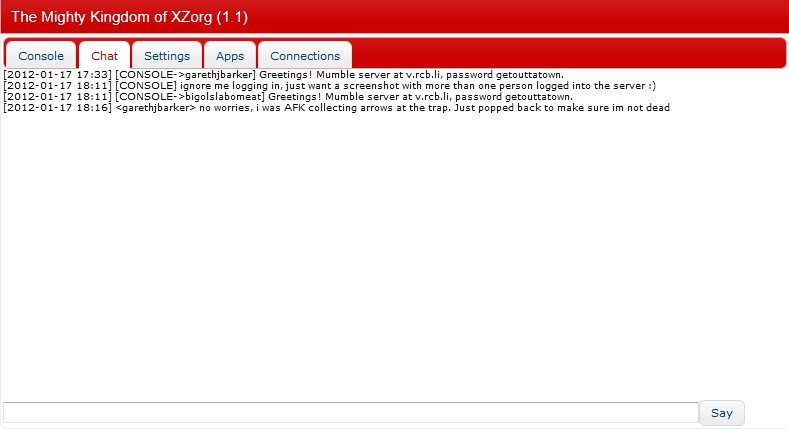 The Mighty Kingdom of XZorg (1.1)
Console Chat Settings Apps Connections
[2012-01-17 17:33] [CONSOLE->garethjbarker] Greetings! Mumble server at v.rcb.li, password getouttatown.
[2012-01-17 18:11] [CONSOLE] ignore me logging in, just want a screenshot with more than one person logged into the server :)
[2012-01-17 18:11] [CONSOLE->bigolslabomeat] Greetings! Mumble server at v.rcb.li, password getouttatown.
[2012-01-17 18:16] <garethjbarker> no worries, i was AFK collecting arrows at the trap. Just popped back to make sure im not dead
Say